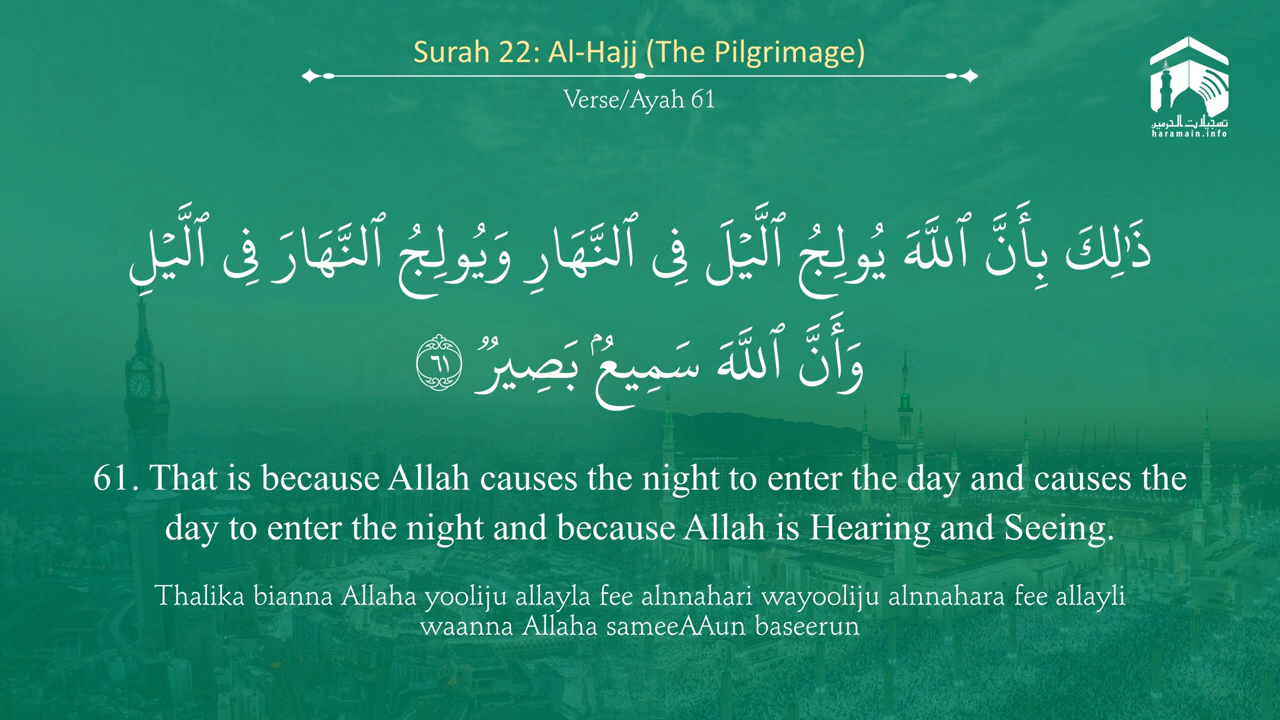 Surah 22: Al-Hajj (The Pilgrimage)
Verse/Ayah 61
تسجيلات الحرمين
haramain.info
ذَٰلِكَ بِأَنَّ ٱللَّهَ يُولِجُ ٱلَّيْلَ فِى ٱلنَّهَارِ وَيُولِجُ ٱلنَّهَارَ فِى ٱلَّيْلِ
وَأَنَّ ٱللَّهَ سَمِيعٌۢ بَصِيرٌ ٦١
61. That is because Allah causes the night to enter the day and causes the
day to enter the night and because Allah is Hearing and Seeing.
Thalika bianna Allaha yooliju allayla fee alnnahari wayooliju alnnahara fee allayli
waanna Allaha sameeAAun baseerun